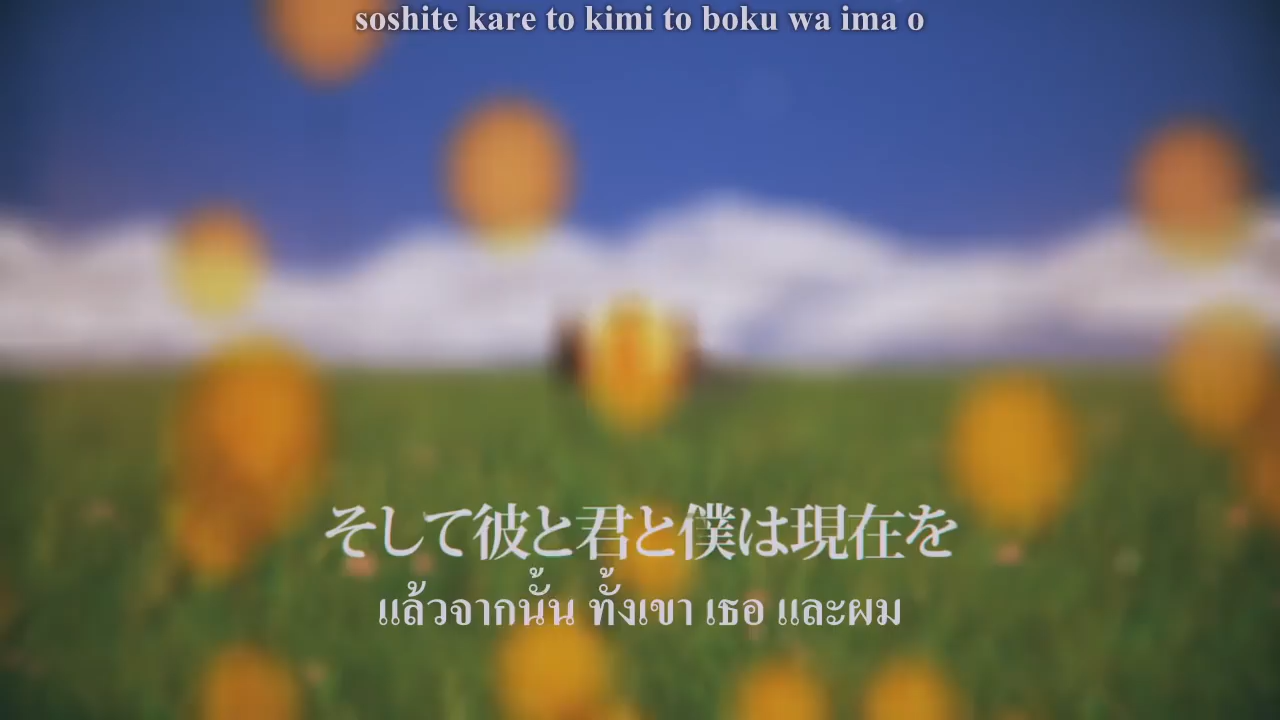 soshite kare to kimi to boku wa ima o
そして彼と君と僕は現在を
แล้วจากนั้น ทั้งเขา เธอ และผม